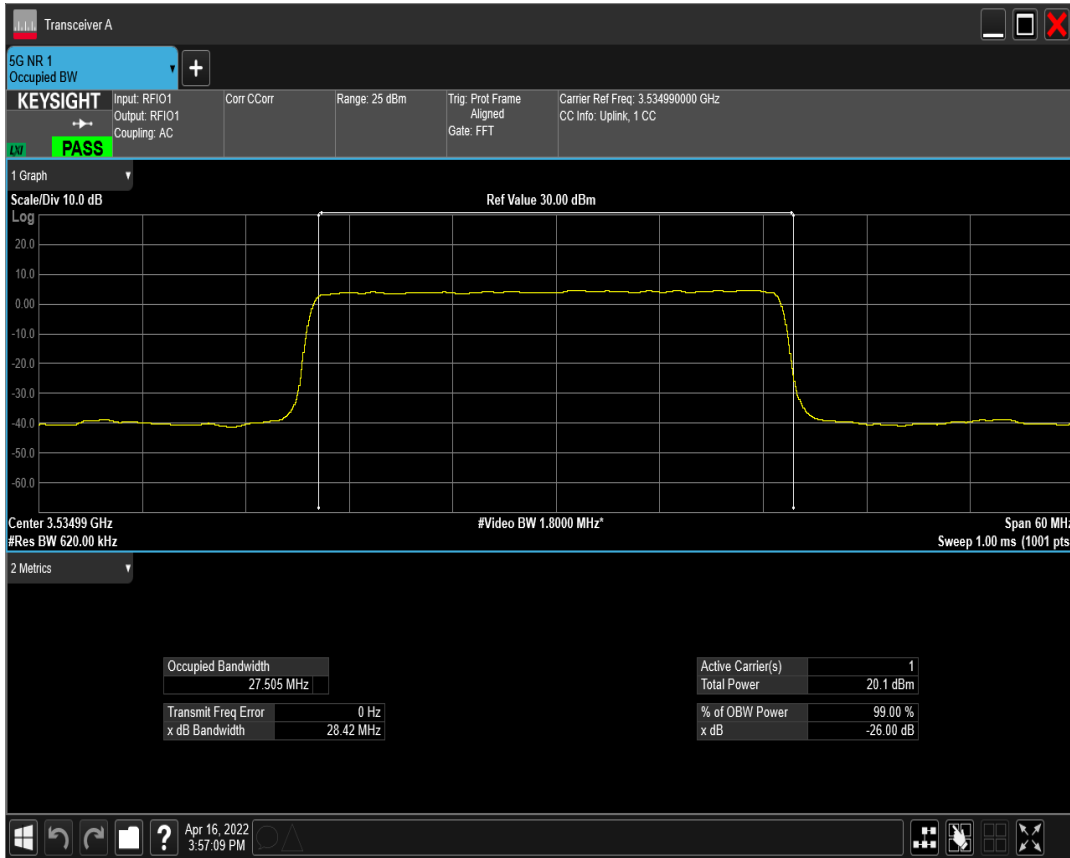 Transceiver A
5G NR 1
Occupied BW
+
KEYSIGHT
LXI
PASS
Input: RFIO1
Output: RFIO1
Coupling: AC
Corr CCorr
Range: 25 dBm
Trig: Prot Frame
Aligned
Gate: FFT
Carrier Ref Freq: 3.534990000 GHz
CC Info: Uplink, 1 CC
1 Graph
Scale/Div 10.0 dB
Ref Value 30.00 dBm
Log
20.0
10.0
0.00
-10.0
-20.0
-30.0
-40.0
-50.0
-60.0
Center 3.53499 GHz
#Video BW 1.8000 MHz*
Span 60 MHz
#Res BW 620.00 kHz
Sweep 1.00 ms (1001 pts
2 Metrics
Occupied Bandwidth
27.505 MHz
Transmit Freq Error 0 Hz
x dB Bandwidth 28.42 MHz
Active Carrier(s) 1
Total Power 20.1 dBm
% of OBW Power 99.00 %
x dB -26.00 dB
?
Apr 16, 2022
3:57:09 PM